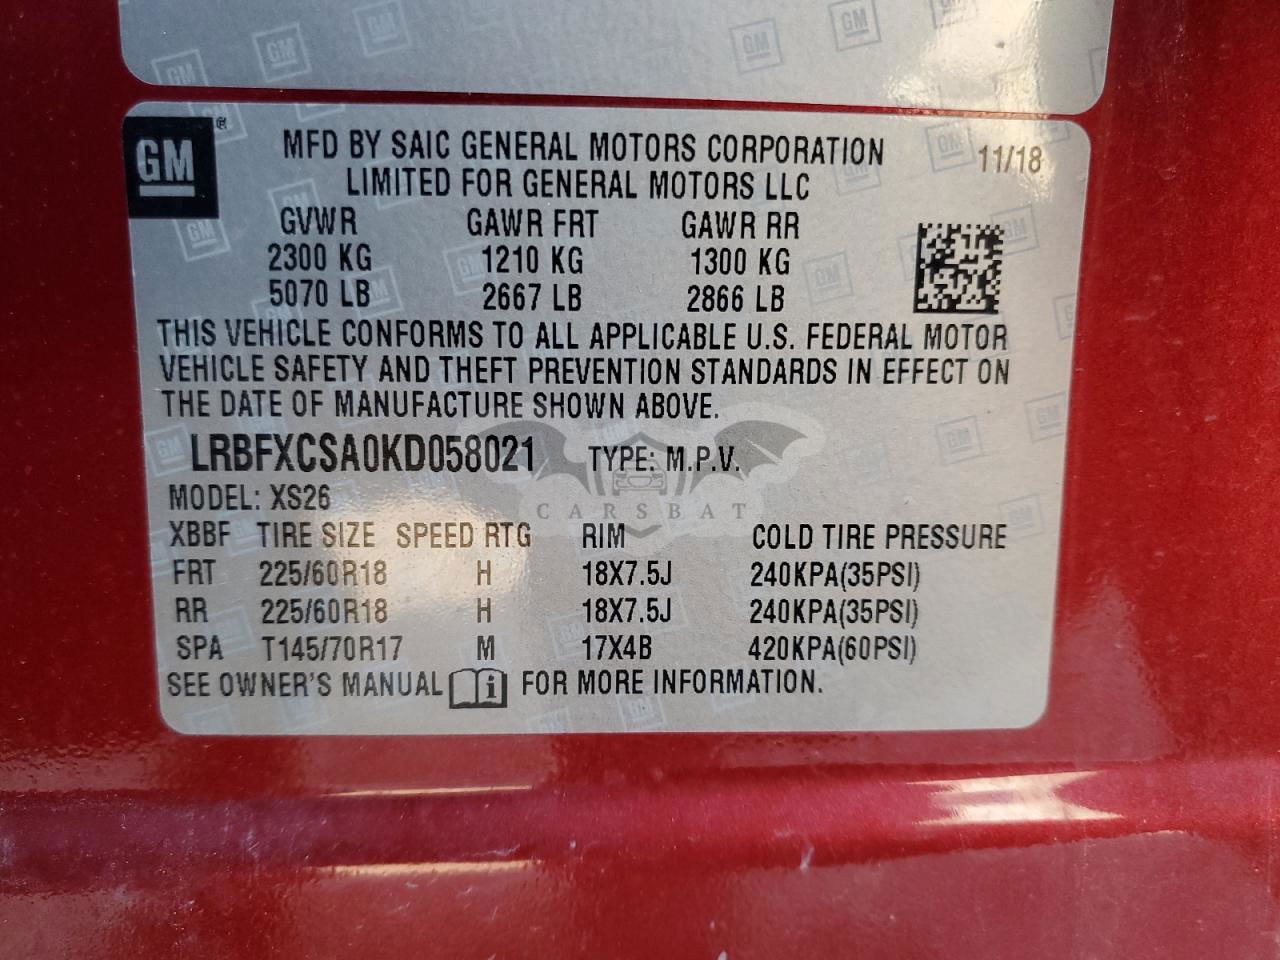 GM
MFD BY SAIC GENERAL MOTORS CORPORATION
LIMITED FOR GENERAL MOTORS LLC
11/18
GVWR GAWR FRT GAWR RR
2300 KG 1210 KG 1300 KG
5070 LB 2667 LB 2866 LB
THIS VEHICLE CONFORMS TO ALL APPLICABLE U.S. FEDERAL MOTOR
VEHICLE SAFETY AND THEFT PREVENTION STANDARDS IN EFFECT ON
THE DATE OF MANUFACTURE SHOWN ABOVE.
LRBFXCSA0KD058021 TYPE: M.P.V.
MODEL: XS26
CARSBAT
XBBF TIRE SIZE SPEED RTG RIM COLD TIRE PRESSURE
FRT 225/60R18 H 18X7.5J 240KPA(35PSI)
RR 225/60R18 H 18X7.5J 240KPA(35PSI)
SPA T145/70R17 M 17X4B 420KPA(60PSI)
SEE OWNER'S MANUAL i FOR MORE INFORMATION.